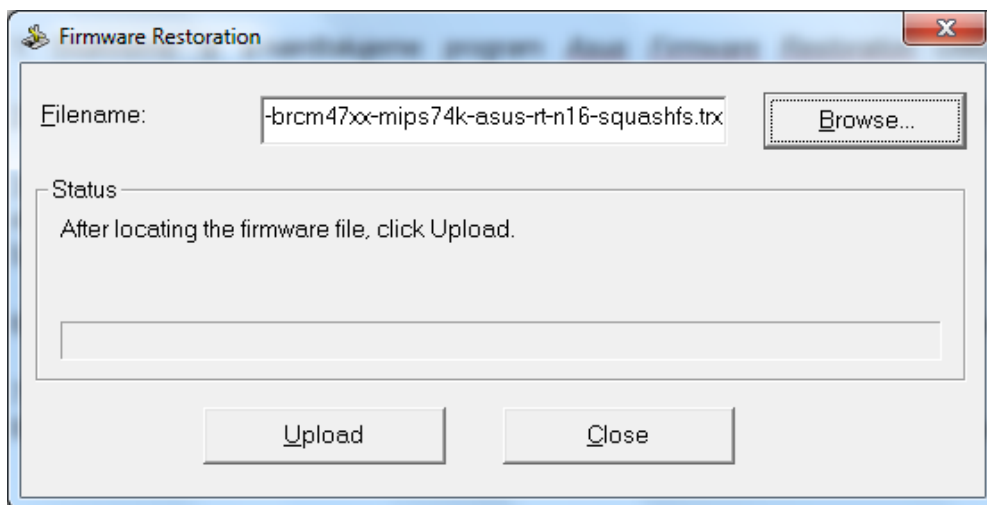 Firmware Restoration
Filename:
-brcm47xx-mips74k-asus-rt-n16-squashfs.trx
Browse...
Status
After locating the firmware file, click Upload.
Upload
Close